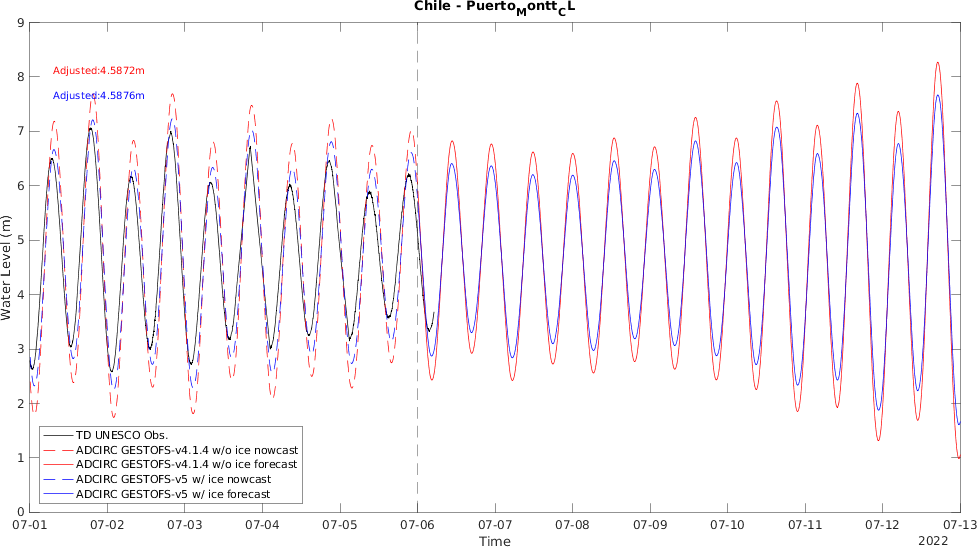 Chile - Puerto_Montt_CL
9
8
7
6
5
4
3
2
1
0
Water Level (m)
Adjusted:4.5872m
Adjusted:4.5876m
TD UNESCO Obs.
ADCIRC GESTOFS-v4.1.4 w/o ice nowcast
ADCIRC GESTOFS-v4.1.4 w/o ice forecast
ADCIRC GESTOFS-v5 w/ ice nowcast
ADCIRC GESTOFS-v5 w/ ice forecast
07-01 07-02 07-03 07-04 07-05 07-06 07-07 07-08 07-09 07-10 07-11 07-12 07-13
Time
2022